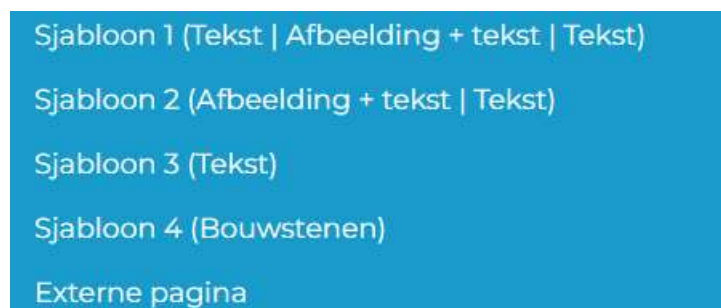 Sjabloon 1 (Tekst | Afbeelding + tekst | Tekst)
Sjabloon 2 (Afbeelding + tekst | Tekst)
Sjabloon 3 (Tekst)
Sjabloon 4 (Bouwstenen)
Externe pagina